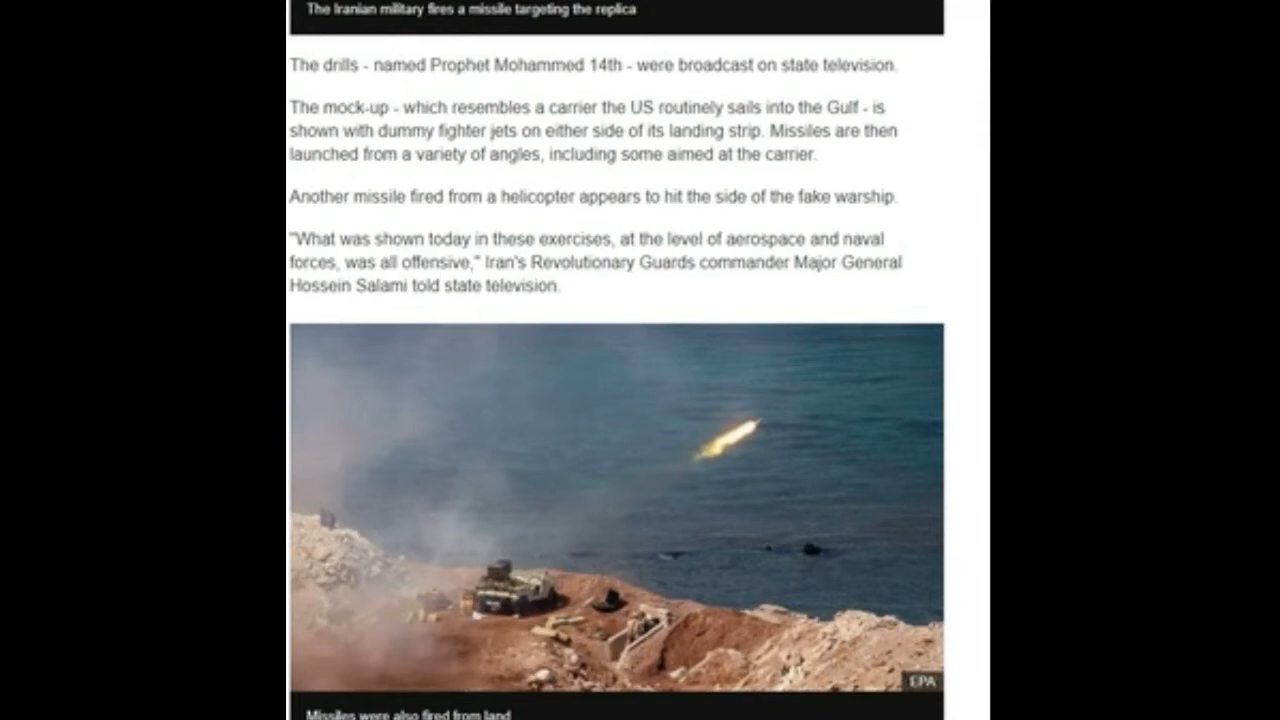 The Iranian military fires a missile targeting the replica
The drills - named Prophet Mohammed 14th - were broadcast on state television.
The mock-up - which resembles a carrier the US routinely sails into the Gulf - is
shown with dummy fighter jets on either side of its landing strip. Missiles are then
launched from a variety of angles, including some aimed at the carrier.
Another missile fired from a helicopter appears to hit the side of the fake warship.
"What was shown today in these exercises, at the level of aerospace and naval
forces, was all offensive," Iran's Revolutionary Guards commander Major General
Hossein Salami told state television.
EPA
Missiles were also fired from land